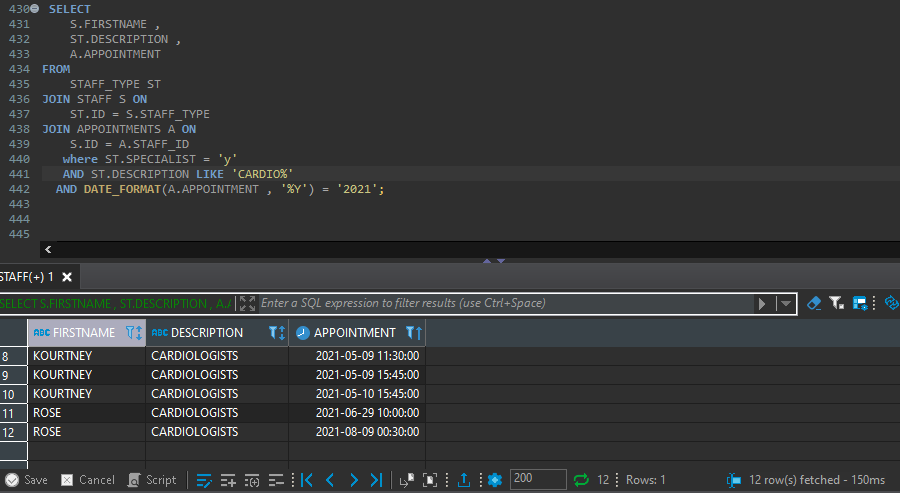 430 SELECT
431 S.FIRSTNAME ,
432 ST.DESCRIPTION ,
433 A.APPOINTMENT
434 FROM
435 STAFF_TYPE ST
436 JOIN STAFF S ON
437 ST.ID = S.STAFF_TYPE
438 JOIN APPOINTMENTS A ON
439 S.ID = A.STAFF_ID
440 where ST.SPECIALIST = 'y'
441 AND ST.DESCRIPTION LIKE 'CARDIO%'
442 AND DATE_FORMAT(A.APPOINTMENT , '%Y') = '2021';
443
444
445
STAFF(+) 1
SELECT S.FIRSTNAME , ST.DESCRIPTION , A.A Enter a SQL expression to filter results (use Ctrl+Space)
ABC FIRSTNAME ABC DESCRIPTION APPOINTMENT
8 KOURTNEY CARDIOLOGISTS 2021-05-09 11:30:00
9 KOURTNEY CARDIOLOGISTS 2021-05-09 15:45:00
10 KOURTNEY CARDIOLOGISTS 2021-05-10 15:45:00
11 ROSE CARDIOLOGISTS 2021-06-29 10:00:00
12 ROSE CARDIOLOGISTS 2021-08-09 00:30:00
Save Cancel Script 200 12 Rows: 1 12 row(s) fetched - 150ms